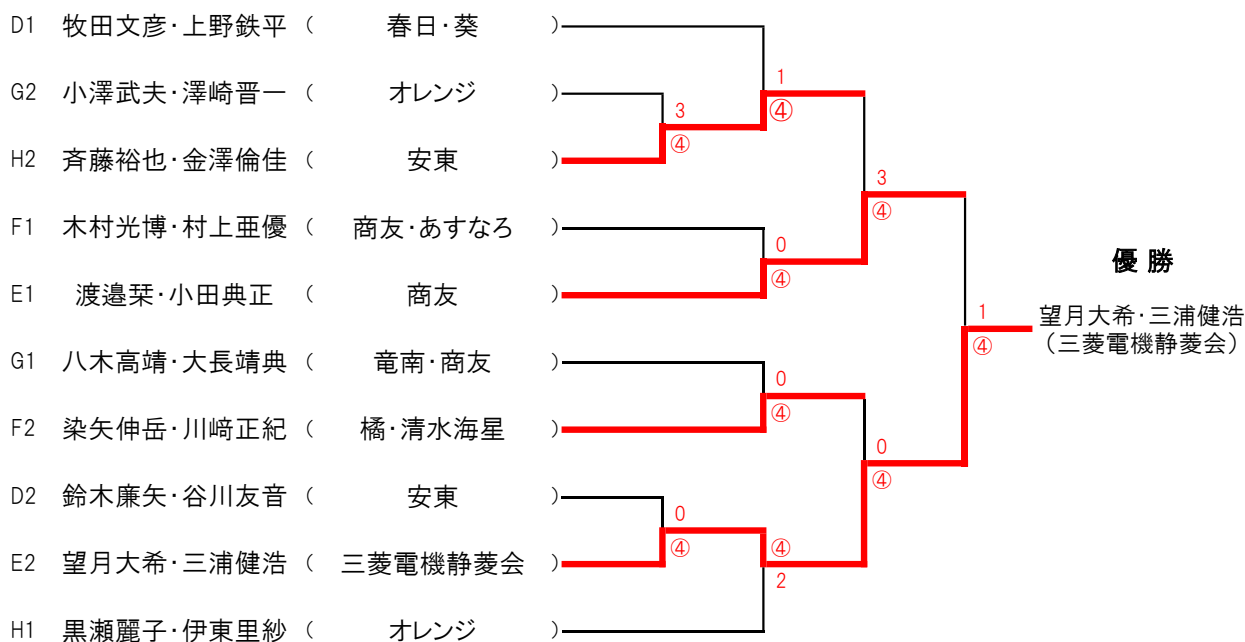 D1 牧田文彦・上野鉄平 （ 春日・葵 ）
1
G2 小澤武夫・澤崎晋一 （ オレンジ ）
3
④
④
H2 斉藤裕也・金澤倫佳 （ 安東 ）
3
④
F1 木村光博・村上亜優 （ 商友・あすなろ ）
0
④
優 勝
E1 渡邉栞・小田典正 （ 商友 ）
1
④
望月大希・三浦健浩
（三菱電機静菱会）
G1 八木高靖・大長靖典 （ 竜南・商友 ）
0
④
F2 染矢伸岳・川﨑正紀 （ 橘・清水海星 ）
0
④
D2 鈴木廉矢・谷川友音 （ 安東 ）
0
④
④
E2 望月大希・三浦健浩 （ 三菱電機静菱会 ）
2
H1 黒瀬麗子・伊東里紗 （ オレンジ ）